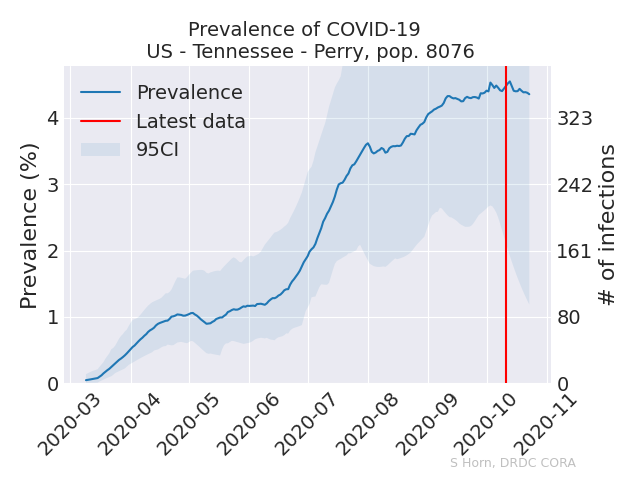 Prevalence of COVID-19
US - Tennessee - Perry, pop. 8076
Prevalence
Latest data
95CI
Prevalence (%)
4
3
2
1
0
# of infections
323
242
161
80
0
2020-03
2020-04
2020-05
2020-06
2020-07
2020-08
2020-09
2020-10
2020-11
S Horn, DRDC CORA